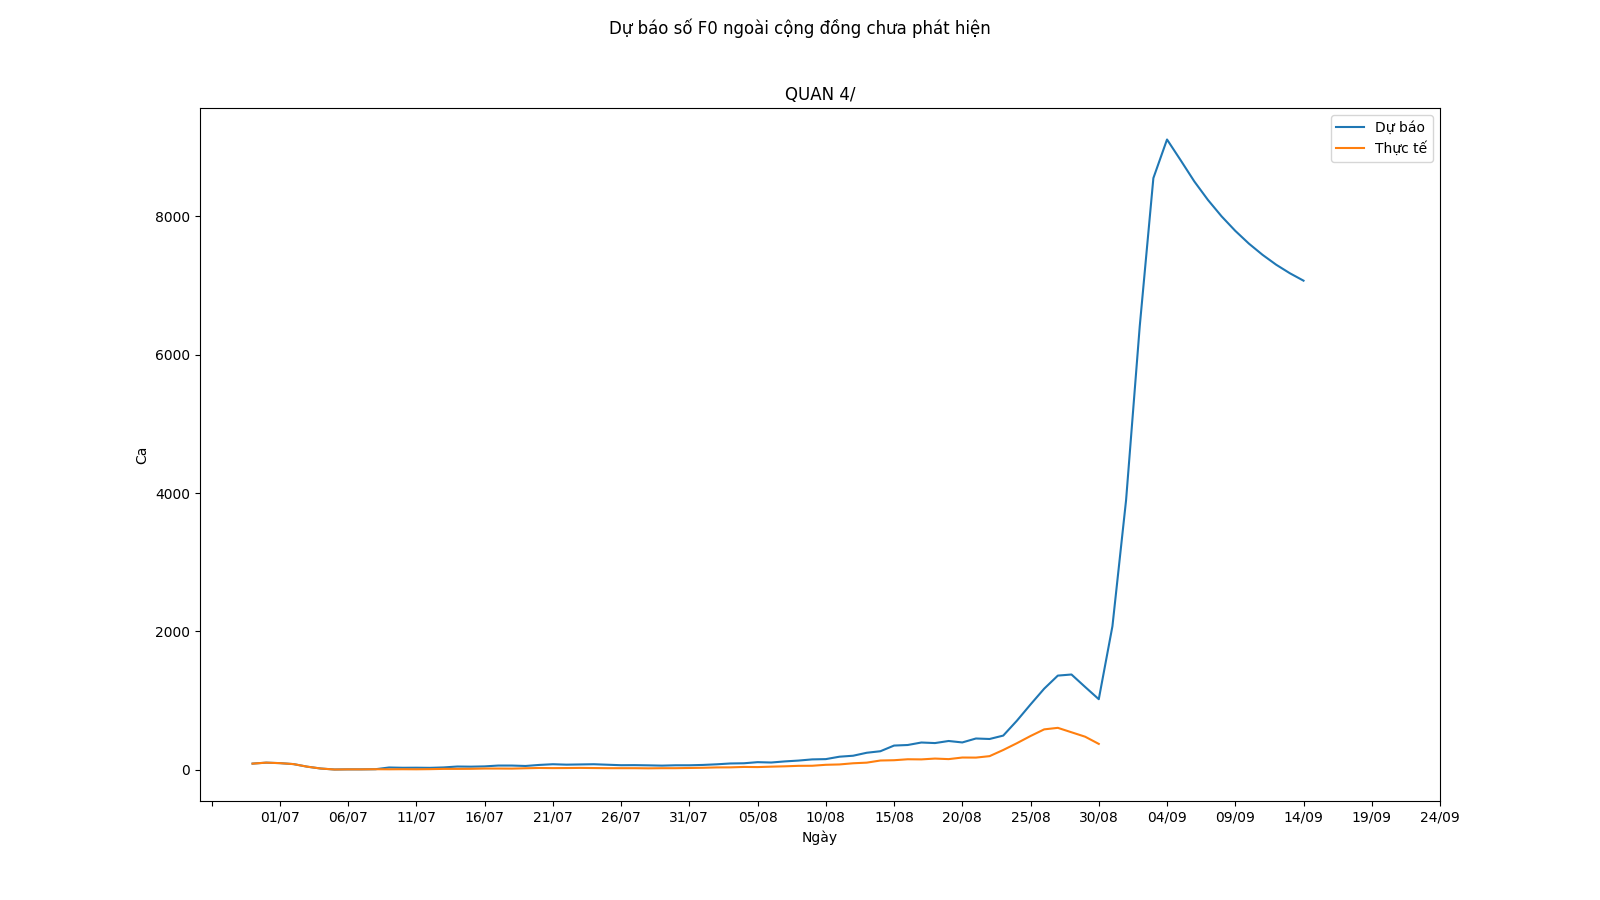 Dự báo số F0 ngoài cộng đồng chưa phát hiện
QUAN 4/
Dự báo
Thực tế
8000
6000
4000
2000
0
Ca
01/07 06/07 11/07 16/07 21/07 26/07 31/07 05/08 10/08 15/08 20/08 25/08 30/08 04/09 09/09 14/09 19/09 24/09
Ngày